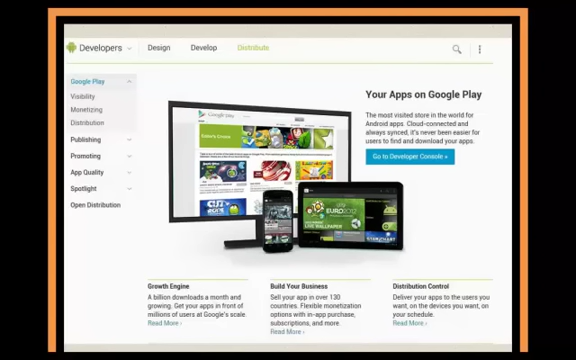 Developers
Design
Develop
Distribute
Google Play
Visibility
Monetizing
Distribution
Publishing
Promoting
App Quality
Spotlight
Open Distribution
Google play
EURO2012
LIVE WALLPAPER
CUT
ROPE
Your Apps on Google Play
The most visited store in the world for
Android apps. Cloud-connected and
always synced, it's never been easier for
users to find and download your apps.
Go to Developer Console »
Growth Engine
A billion downloads a month and
growing. Get your apps in front of
millions of users at Google's scale.
Read More ›
Build Your Business
Sell your app in over 130
countries. Flexible monetization
options with in-app purchase,
subscriptions, and more.
Read More ›
Distribution Control
Deliver your apps to the users you
want, on the devices you want, on
your schedule.
Read More ›